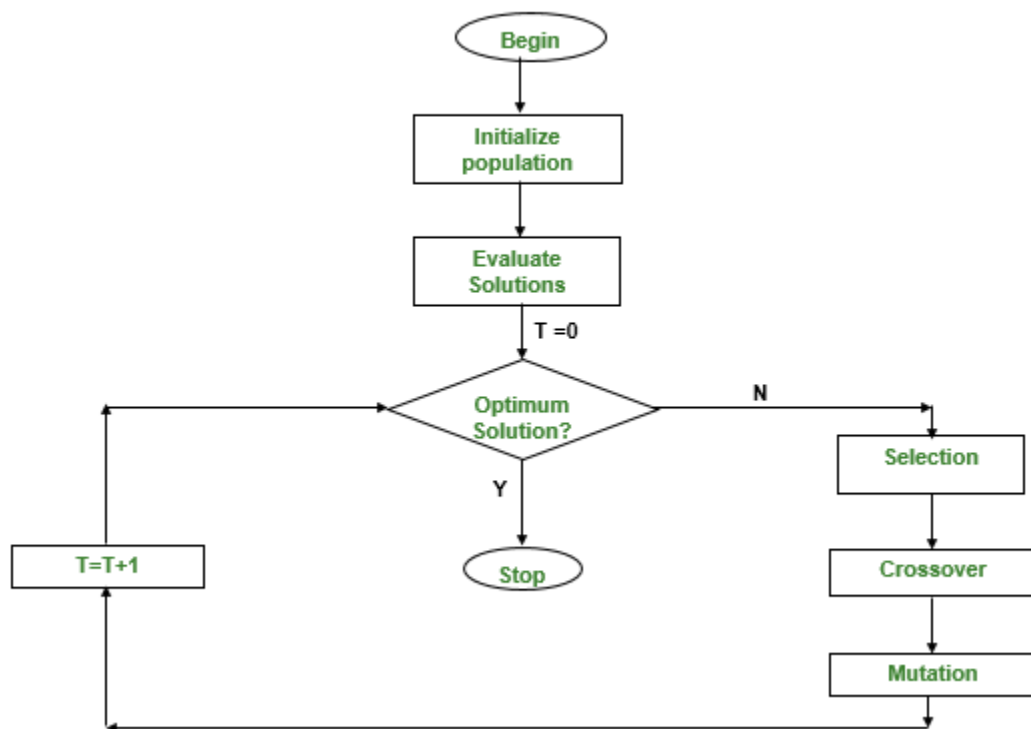 Begin
Initialize
population
Evaluate
Solutions
T =0
Optimum
Solution?
N
Y
Selection
Crossover
Mutation
T=T+1
Stop